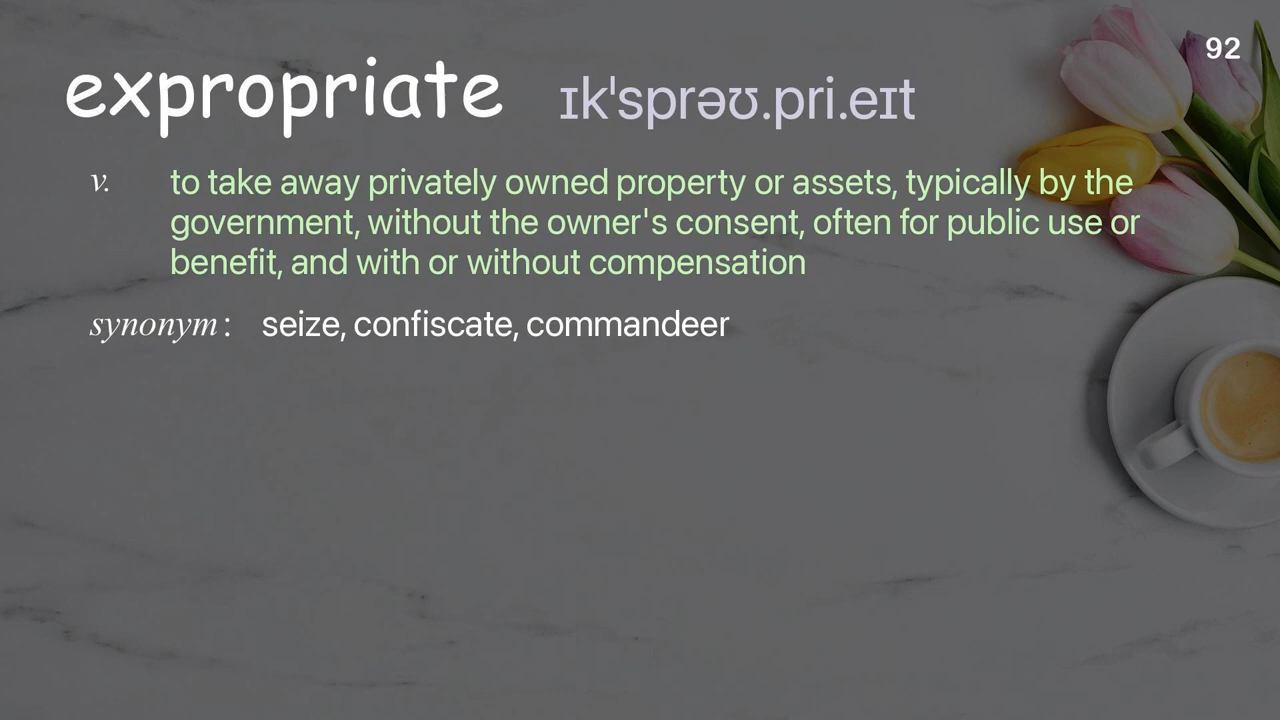 92
expropriate ɪk'sprəʊ.pri.eɪt
v. to take away privately owned property or assets, typically by the
government, without the owner's consent, often for public use or
benefit, and with or without compensation
synonym: seize, confiscate, commandeer